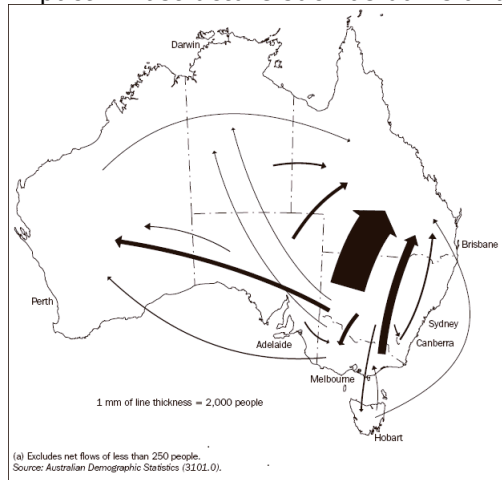 Darwin
Brisbane
Perth
Sydney
Adelaide
Canberra
Melbourne
1 mm of line thickness = 2,000 people
Hobart
(a) Excludes net flows of less than 250 people.
Source: Australian Demographic Statistics (3101.0).